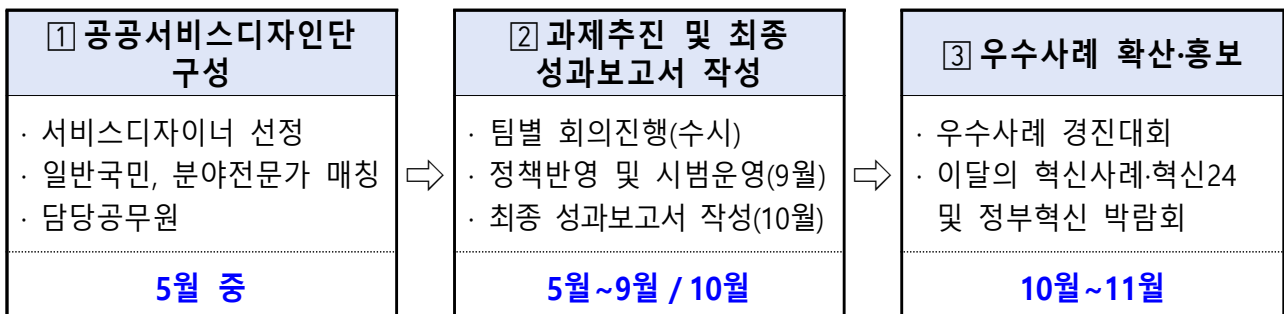 1 공공서비스디자인단
구성
· 서비스디자이너 선정
· 일반국민, 분야전문가 매칭
· 담당공무원
5월 중
⇨
2 과제추진 및 최종
성과보고서 작성
· 팀별 회의진행(수시)
· 정책반영 및 시범운영(9월)
· 최종 성과보고서 작성(10월)
5월~9월 / 10월
⇨
3 우수사례 확산·홍보
· 우수사례 경진대회
· 이달의 혁신사례·혁신24
및 정부혁신 박람회
10월~11월